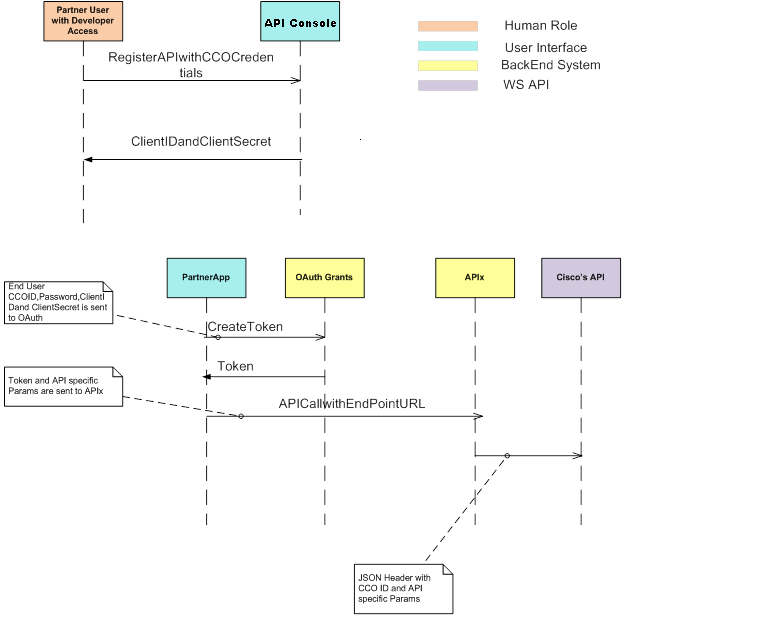 Partner User
with Developer
Access
API Console
Human Role
User Interface
BackEnd System
WS API
RegisterAPIwithCCOCreden
tials
ClientIDandClientSecret
PartnerApp
OAuth Grants
APIx
Cisco's API
End User
CCOID,Password,ClientI
Dand ClientSecret is sent
to OAuth
CreateToken
Token
Token and API specific
Params are sent to APIx
APICallwithEndPointURL
JSON Header with
CCO ID and API
specific Params